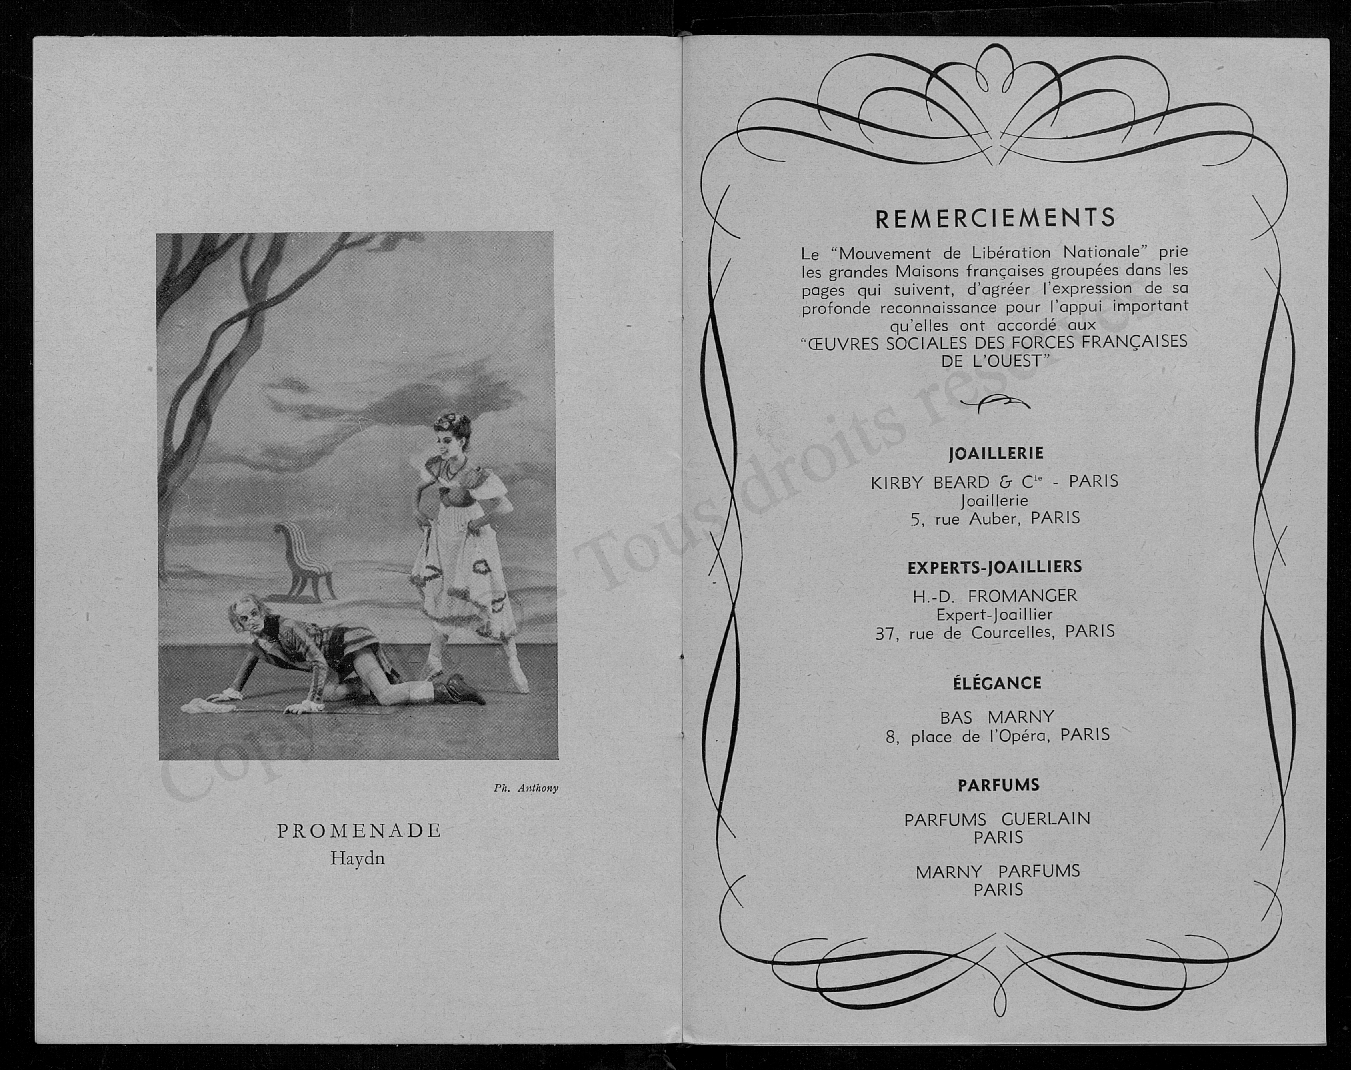 Ph. Anthony
PROMENADE
Haydn
REMERCIEMENTS
Le "Mouvement de Libération Nationale" prie
les grandes Maisons françaises groupées dans les
pages qui suivent, d'agréer l'expression de sa
profonde reconnaissance pour l'appui important
qu'elles ont accordé aux
"ŒUVRES SOCIALES DES FORCES FRANÇAISES
DE L'OUEST"
JOAILLERIE
KIRBY BEARD & Cie - PARIS
Joaillerie
5, rue Auber, PARIS
EXPERTS-JOAILLIERS
H.-D. FROMANGER
Expert-Joaillier
37, rue de Courcelles, PARIS
ÉLÉGANCE
BAS MARNY
8, place de l'Opéra, PARIS
PARFUMS
PARFUMS GUERLAIN
PARIS
MARNY PARFUMS
PARIS
Tous droits